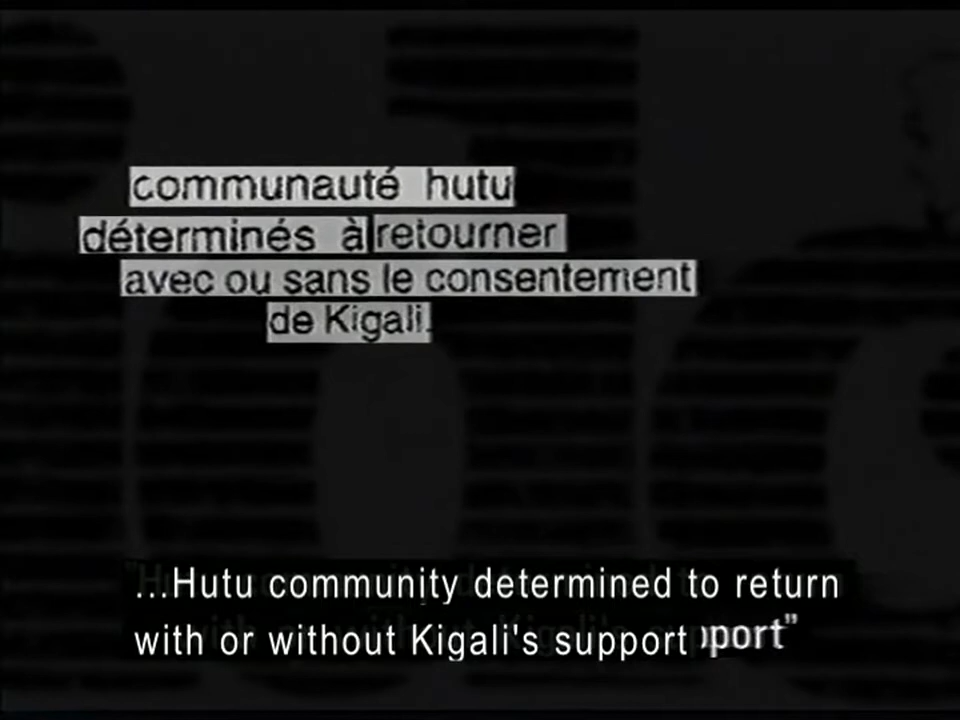 communauté hutu
déterminés à retourner
avec ou sans le consentement
de Kigali.
...Hutu community determined to return
with or without Kigali's support port"